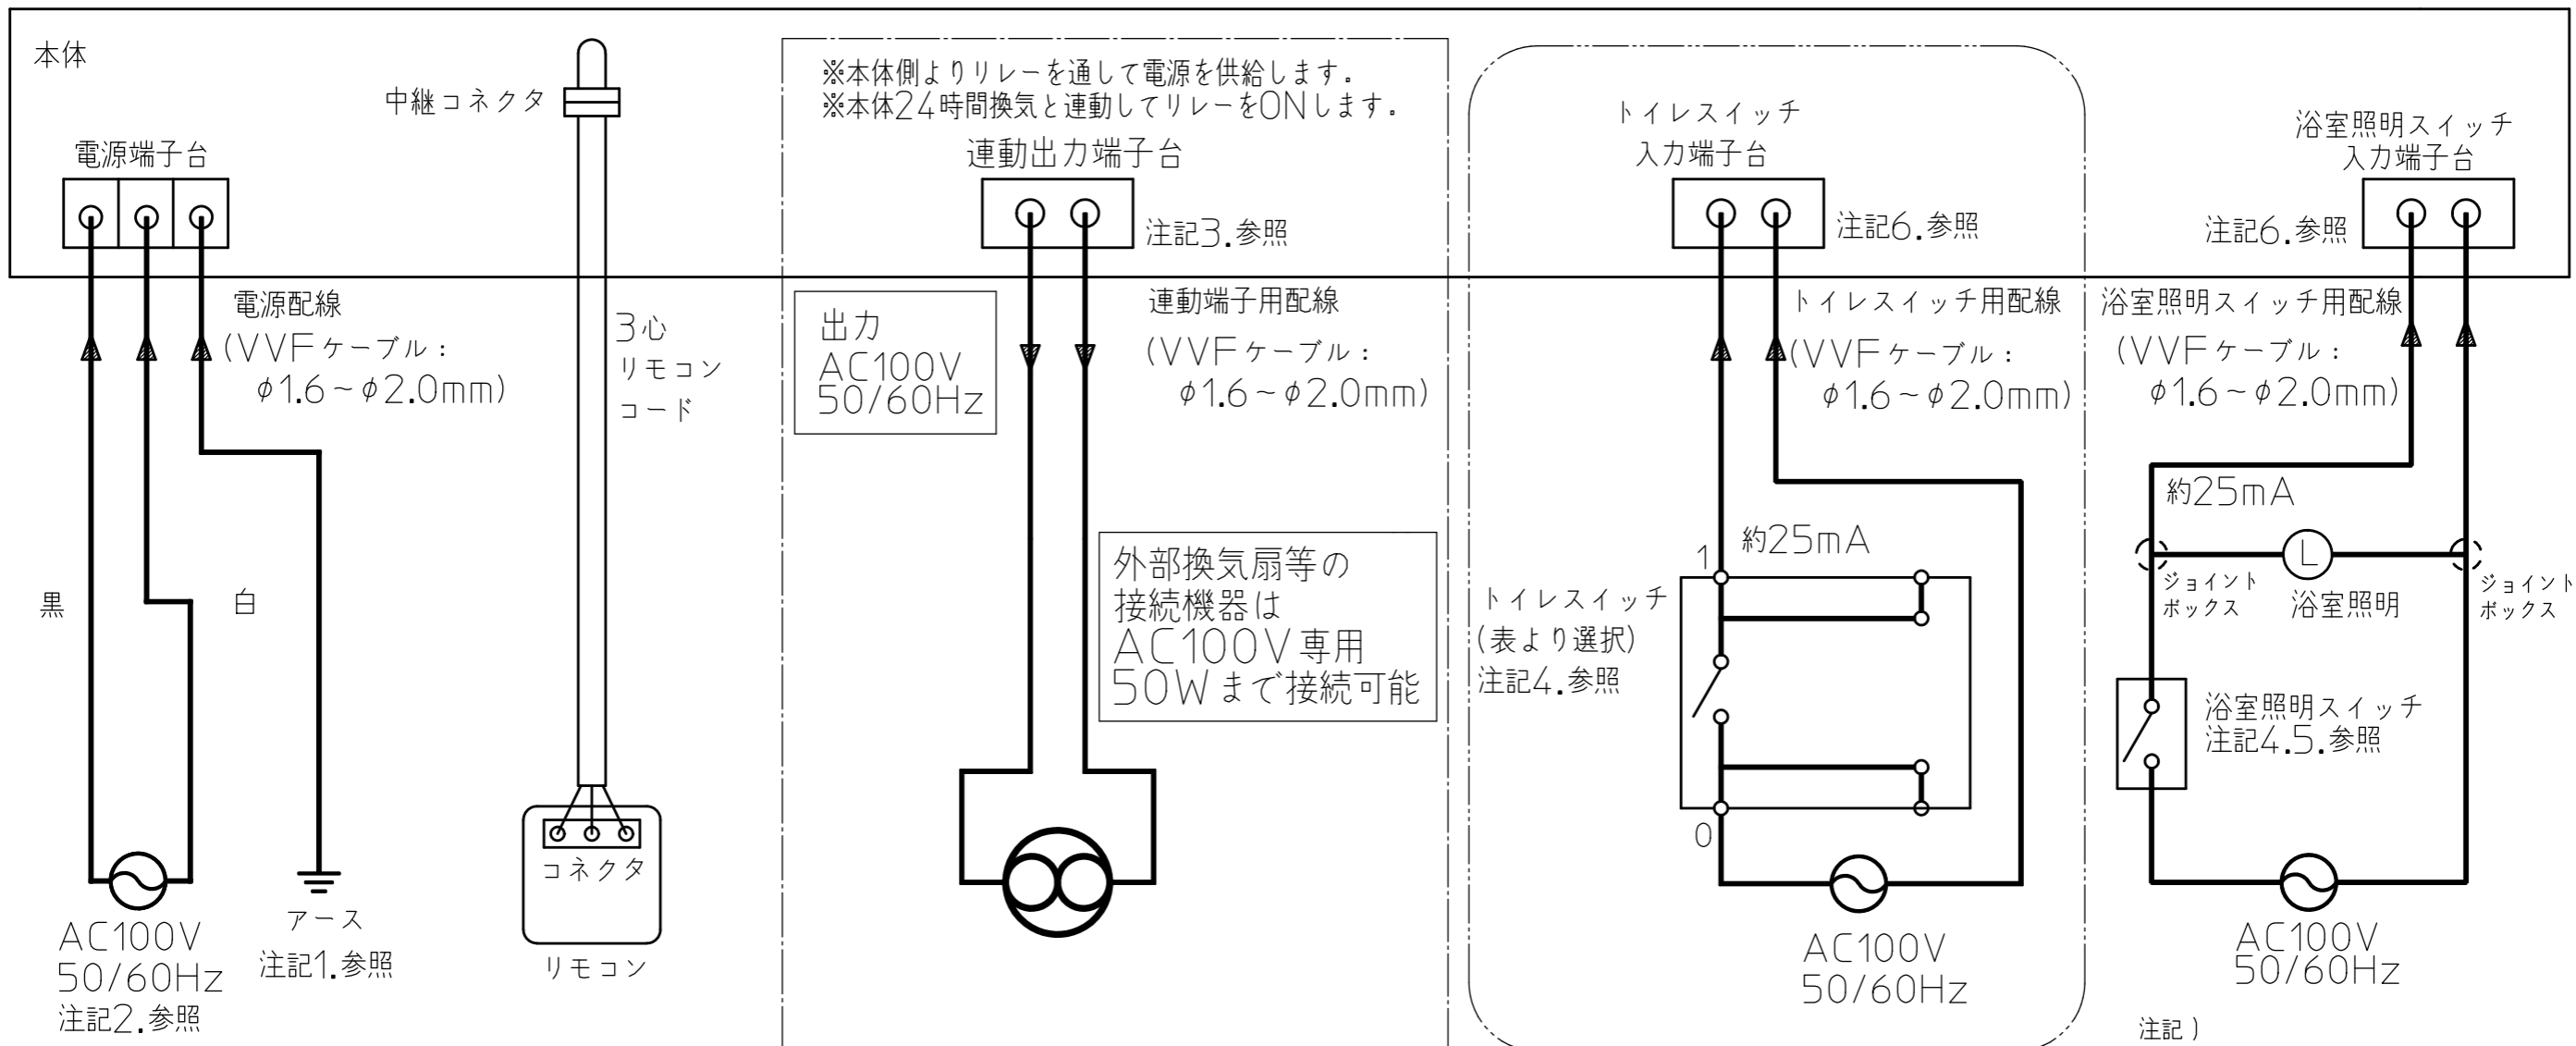 本体
中継コネクタ
電源端子台
電源配線
(VVFケーブル:
φ1.6~φ2.0mm)
黒
白
AC100V
50/60Hz
注記2.参照
アース
注記1.参照
3心
リモコン
コード
コネクタ
リモコン
※本体側よりリレーを通して電源を供給します.
※本体24時間換気と連動してリレーをONします.
連動出力端子台
注記3.参照
出力
AC100V
50/60Hz
連動端子用配線
(VVFケーブル:
φ1.6~φ2.0mm)
外部換気扇等の
接続機器は
AC100V専用
50Wまで接続可能
トイレスイッチ
入力端子台
注記6.参照
トイレスイッチ用配線
(VVFケーブル:
φ1.6~φ2.0mm)
1
約25mA
トイレスイッチ
(表より選択)
注記4.参照
0
AC100V
50/60Hz
浴室照明スイッチ
入力端子台
注記6.参照
浴室照明スイッチ用配線
(VVFケーブル:
φ1.6~φ2.0mm)
約25mA
L
ジョイント
ボックス
浴室照明
ジョイント
ボックス
浴室照明スイッチ
注記4.5.参照
AC100V
50/60Hz
注記)